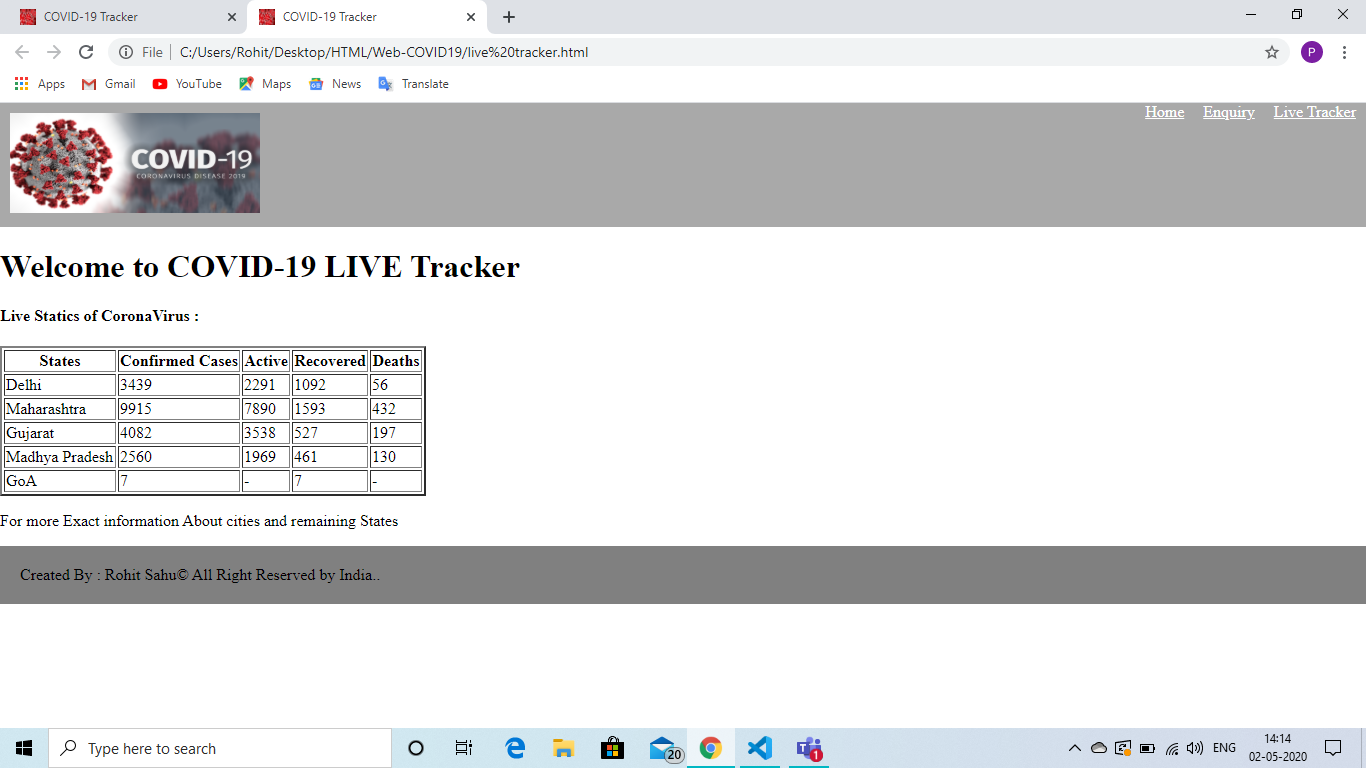 COVID-19 Tracker
COVID-19 Tracker
File
C:/Users/Rohit/Desktop/HTML/Web-COVID19/live%20tracker.html
P
Apps Gmail YouTube Maps News Translate
Home Enquiry Live Tracker
COVID-19
CORONAVIRUS DISEASE 2019
Welcome to COVID-19 LIVE Tracker
Live Statics of CoronaVirus :
States Confirmed Cases Active Recovered Deaths
Delhi 3439 2291 1092 56
Maharashtra 9915 7890 1593 432
Gujarat 4082 3538 527 197
Madhya Pradesh 2560 1969 461 130
GoA 7 - 7 -
For more Exact information About cities and remaining States
Created By : Rohit Sahu© All Right Reserved by India..
Type here to search
20
1
ENG
14:14
02-05-2020